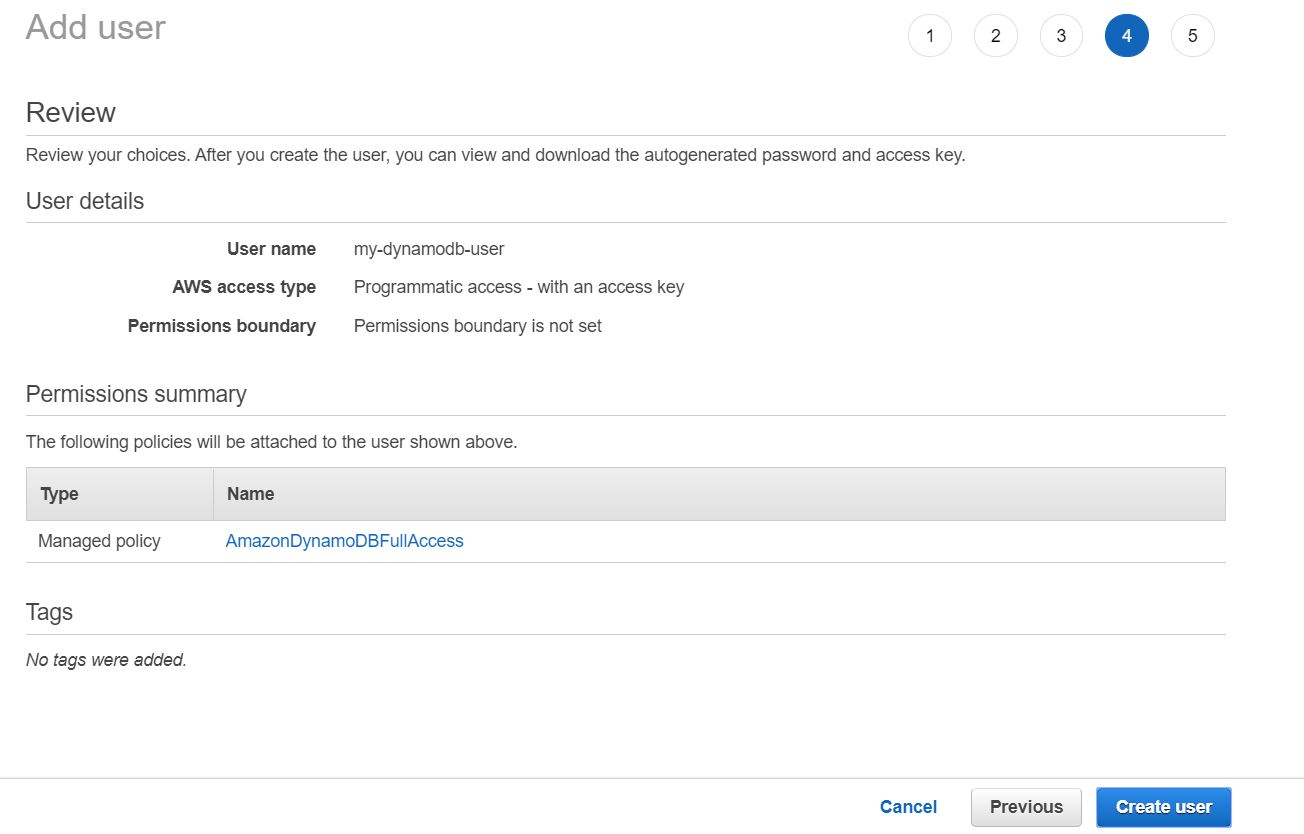 Add user
1 2 3 4 5
Review
Review your choices. After you create the user, you can view and download the autogenerated password and access key.
User details
User name my-dynamodb-user
AWS access type Programmatic access - with an access key
Permissions boundary Permissions boundary is not set
Permissions summary
The following policies will be attached to the user shown above.
Type Name
Managed policy AmazonDynamoDBFullAccess
Tags
No tags were added.
Cancel Previous Create user